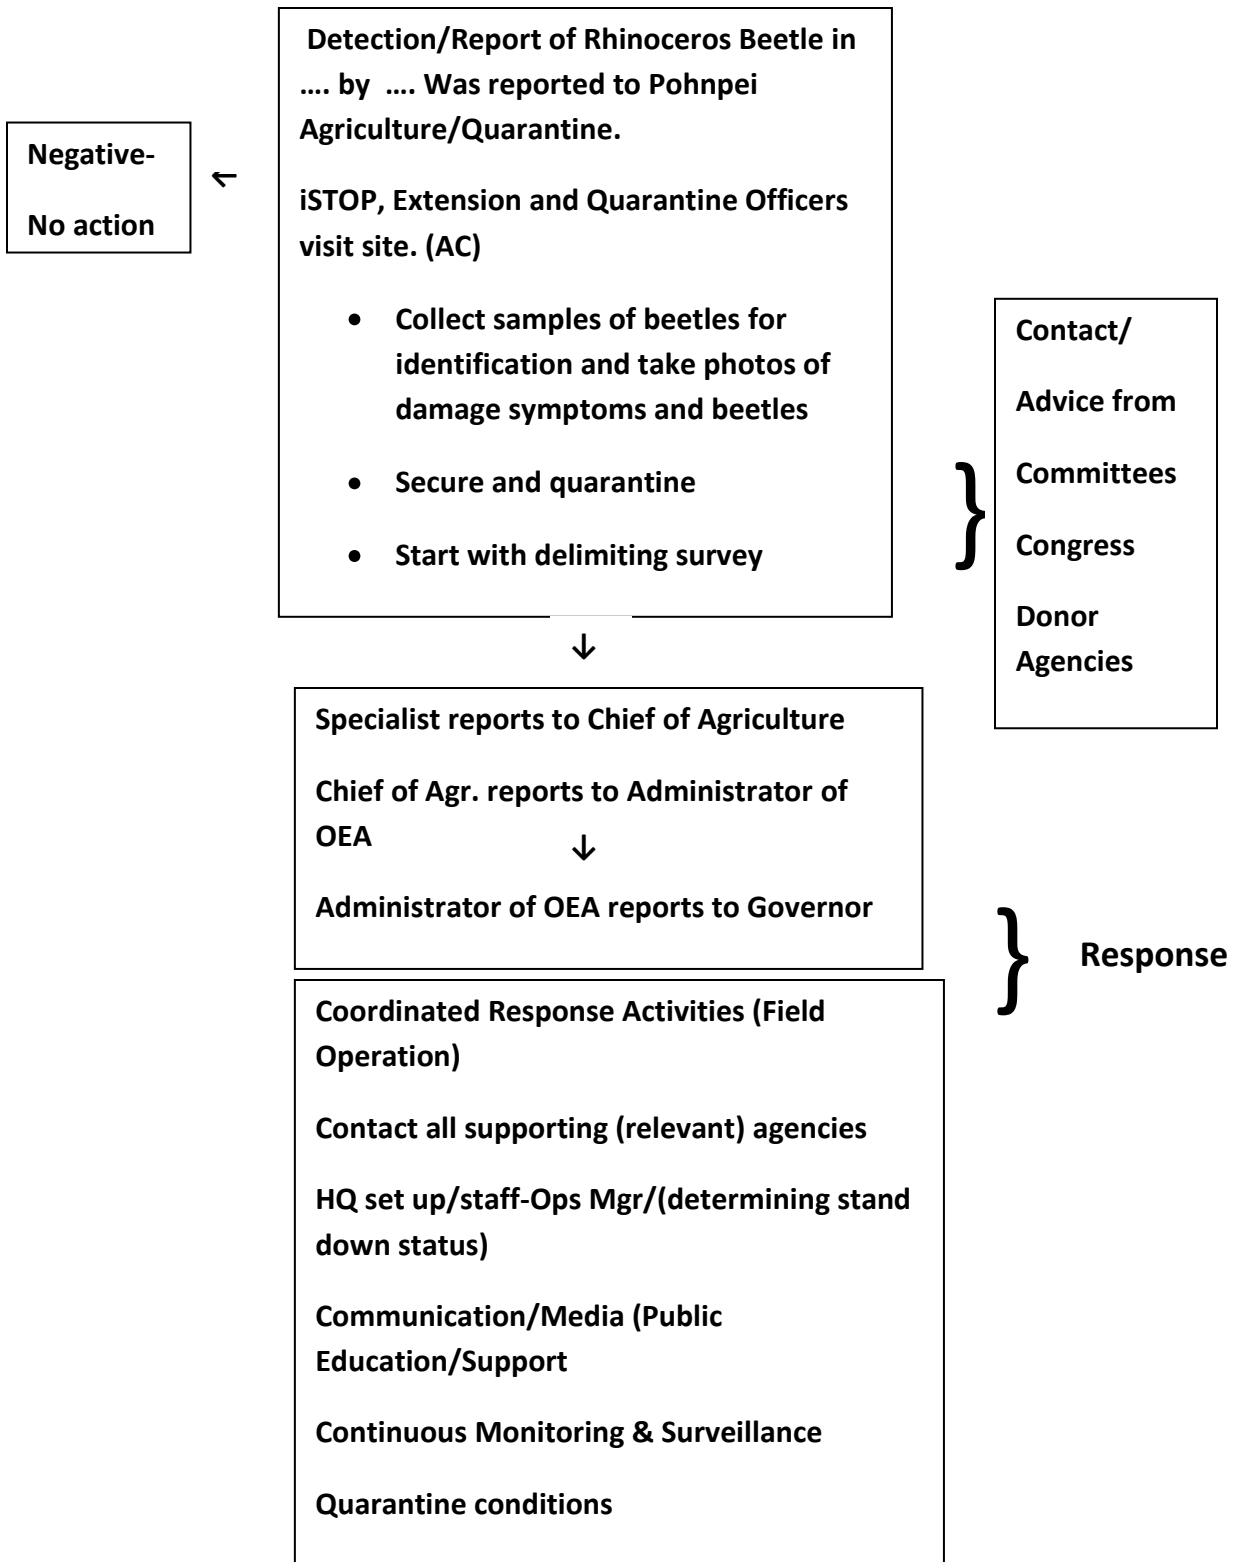 Detection/Report of Rhinoceros Beetle in
…. by …. Was reported to Pohnpei
Agriculture/Quarantine.
iSTOP, Extension and Quarantine Officers
visit site. (AC)
• Collect samples of beetles for
identification and take photos of
damage symptoms and beetles
• Secure and quarantine
• Start with delimiting survey
Negative-
No action
←
}
Contact/
Advice from
Committees
Congress
Donor
Agencies
↓
Specialist reports to Chief of Agriculture
Chief of Agr. reports to Administrator of
OEA
↓
Administrator of OEA reports to Governor
} Response
Coordinated Response Activities (Field
Operation)
Contact all supporting (relevant) agencies
HQ set up/staff-Ops Mgr/(determining stand
down status)
Communication/Media (Public
Education/Support
Continuous Monitoring & Surveillance
Quarantine conditions